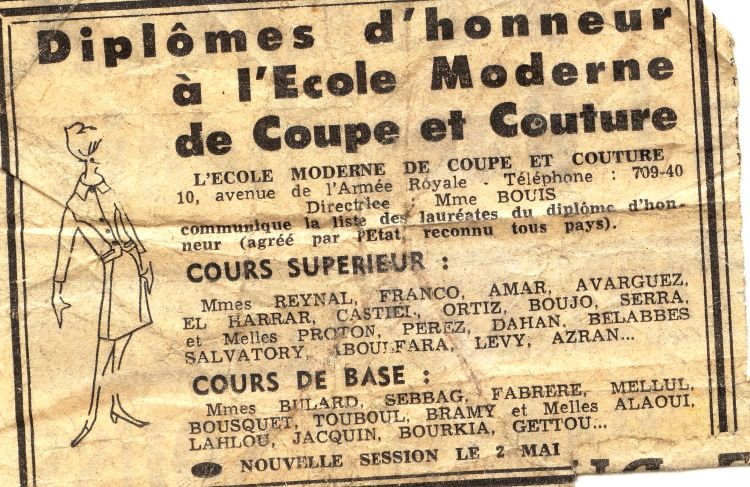 Diplômes d'honneur
à l'Ecole Moderne
de Coupe et Couture
L'ECOLE MODERNE DE COUPE ET COUTURE
10, avenue de l'Armée Royale - Téléphone : 709-40
Directrice : Mme BOUIS
communique la liste des lauréates du diplôme d'hon-
neur (agréé par l'Etat, reconnu tous pays).
COURS SUPERIEUR :
Mmes REYNAL, FRANCO, AMAR, AVARGUEZ,
EL HARRAR, CASTIEL, ORTIZ, BOUJO, SERRA,
et Melles PROTON, PEREZ, DAHAN, BELABBES
SALVATORY, ABOULFARA, LEVY, AZRAN...
COURS DE BASE :
Mmes BULARD, SEBBAG, FABRERE, MELLUL,
BOUSQUET, TOUBOUL, BRAMY et Melles ALAOUI,
LAHLOU, JACQUIN, BOURKIA, GETTOU...
NOUVELLE SESSION LE 2 MAI